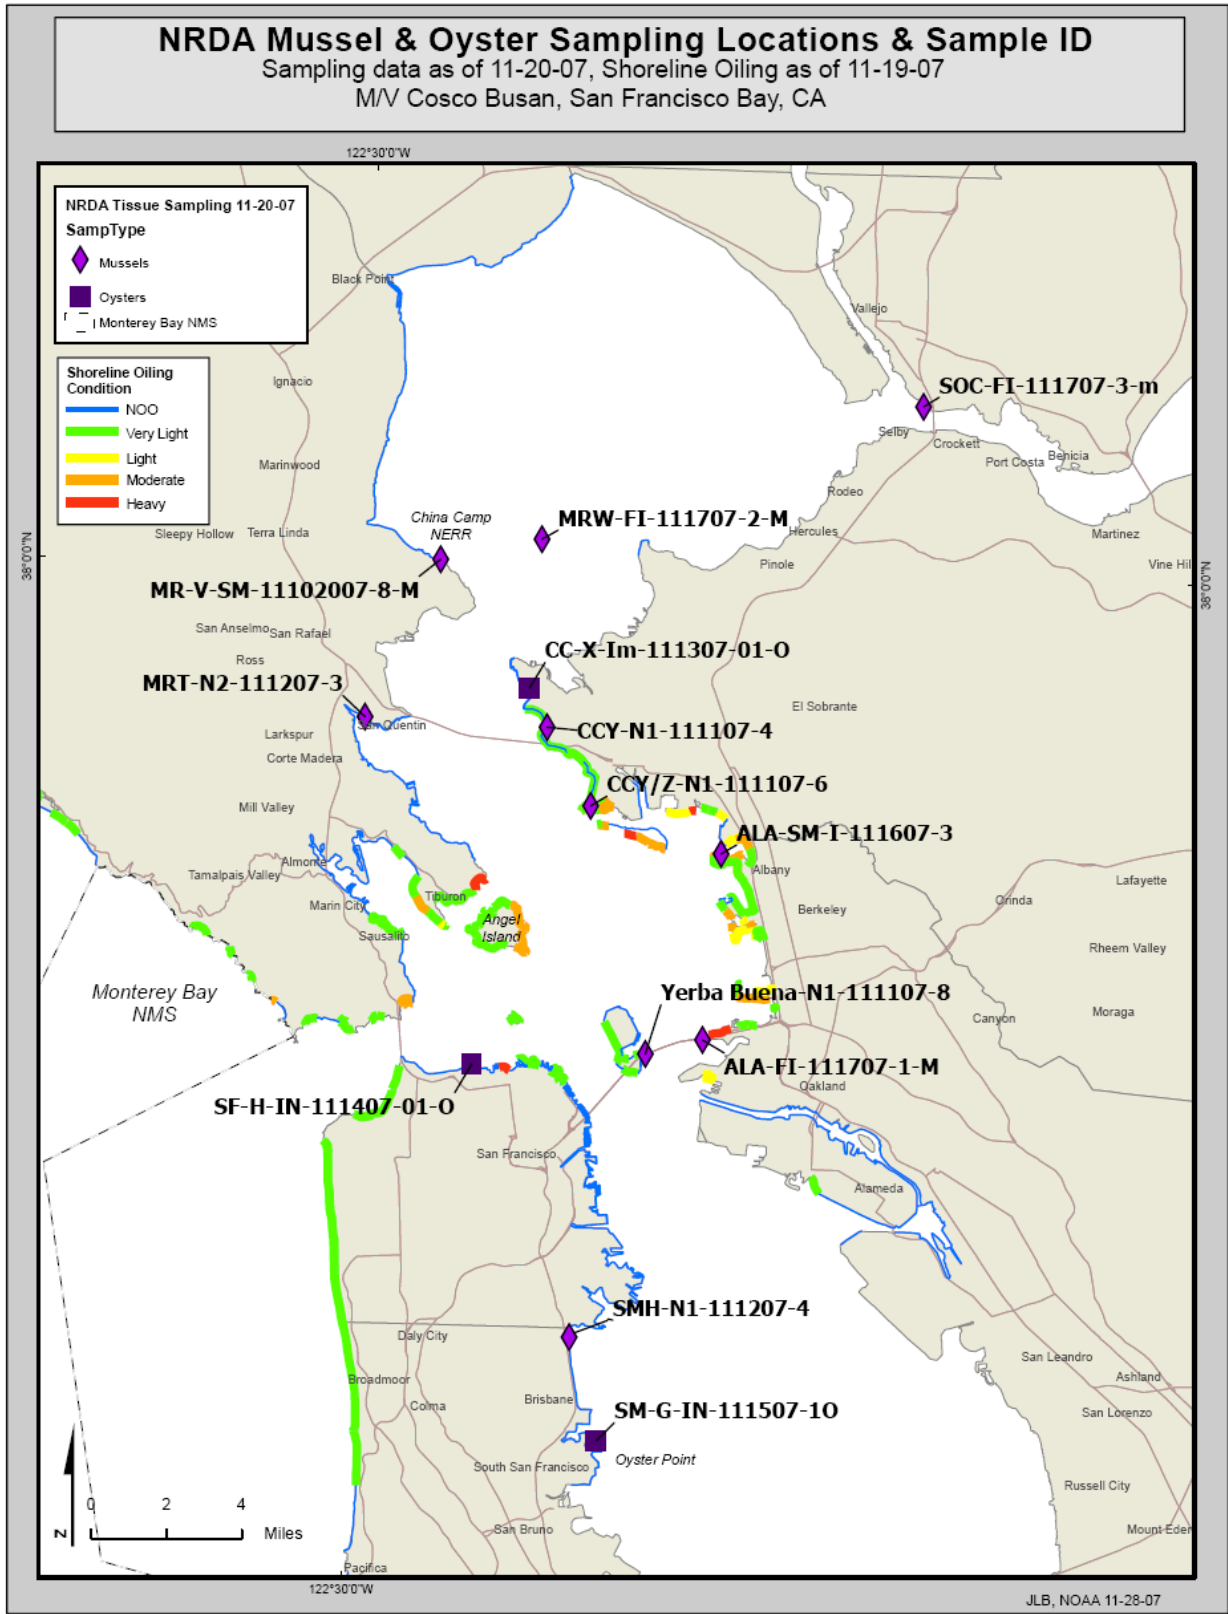 NRDA Mussel & Oyster Sampling Locations & Sample ID
Sampling data as of 11-20-07, Shoreline Oiling as of 11-19-07
M/V Cosco Busan, San Francisco Bay, CA
122°30'0"W
NRDA Tissue Sampling 11-20-07
SampType
Mussels
Oysters
Monterey Bay NMS
Shoreline Oiling
Condition
NOO
Very Light
Light
Moderate
Heavy
Black Point
Vallejo
Ignacio
SOC-FI-111707-3-m
Selby
Crockett
Port Costa
Benicia
Marinwood
Rodeo
China Camp
NERR
MRW-FI-111707-2-M
Sleepy Hollow
Terra Linda
Hercules
Martinez
38°0'0"N
Pinole
Vine Hil
38°0'0"N
MR-V-SM-11102007-8-M
San Anselmo
San Rafael
Ross
CC-X-Im-111307-01-O
MRT-N2-111207-3
El Sobrante
San Quentin
Larkspur
CCY-N1-111107-4
Corte Madera
CCY/Z-N1-111107-6
Mill Valley
ALA-SM-I-111607-3
Almonte
Tamalpais Valley
Albany
Lafayette
Tiburon
Marin City
Orinda
Berkeley
Angel
Island
Sausalito
Rheem Valley
Monterey Bay
NMS
Yerba Buena-N1-111107-8
Moraga
Canyon
ALA-FI-111707-1-M
Oakland
SF-H-IN-111407-01-O
San Francisco
Alameda
SMH-N1-111207-4
Daly City
San Leandro
Ashland
Broadmoor
Brisbane
Colma
SM-G-IN-111507-1O
San Lorenzo
Oyster Point
South San Francisco
Russell City
0 2 4
Miles
N
San Bruno
Mount Eden
Pacifica
122°30'0"W
JLB, NOAA 11-28-07